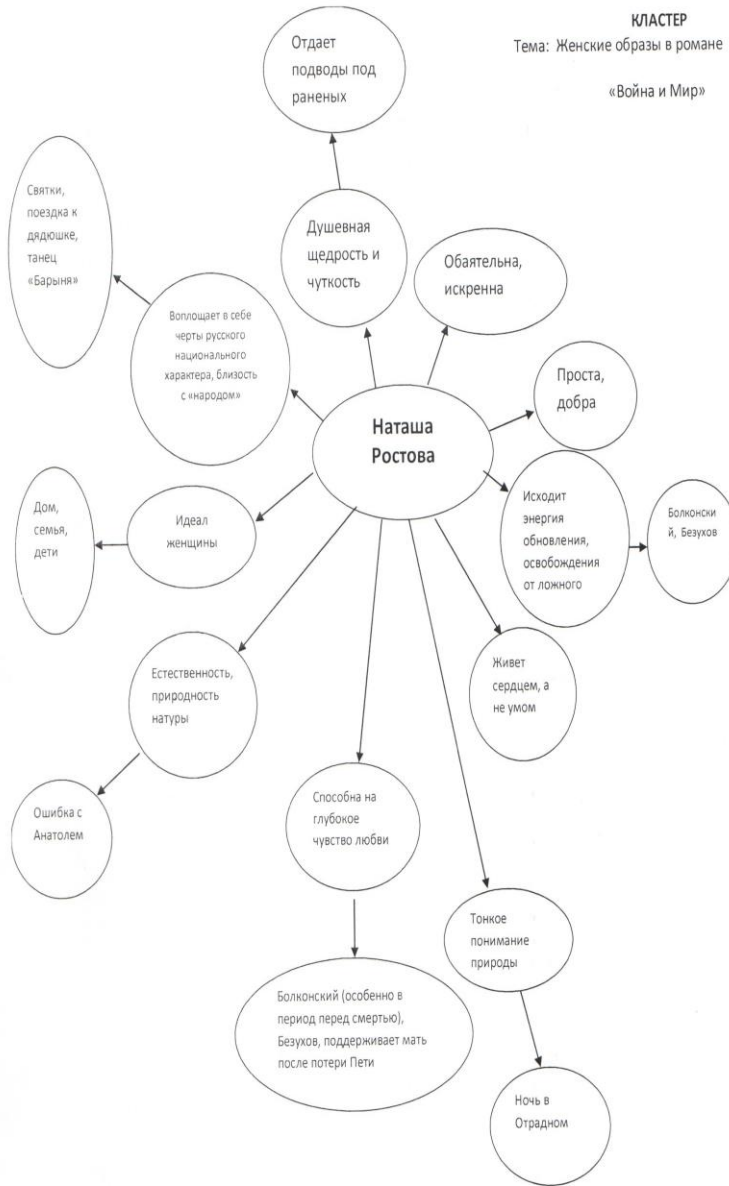 КЛАСТЕР
Тема: Женские образы в романе
«Война и Мир»
Отдает
подводы под
раненых
Святки,
поездка к
дядюшке,
танец
«Барыня»
Душевная
щедрость и
чуткость
Обаятельна,
искренна
Воплощает в себе
черты русского
национального
характера, близость
с «народом»
Проста,
добра
Наташа
Ростова
Дом,
семья,
дети
Идеал
женщины
Исходит
энергия
обновления,
освобождения
от ложного
Болконски
й, Безухов
Естественность,
природность
натуры
Живет
сердцем, а
не умом
Ошибка с
Анатолем
Способна на
глубокое
чувство любви
Тонкое
понимание
природы
Болконский (особенно в
период перед смертью),
Безухов, поддерживает мать
после потери Пети
Ночь в
Отрадном